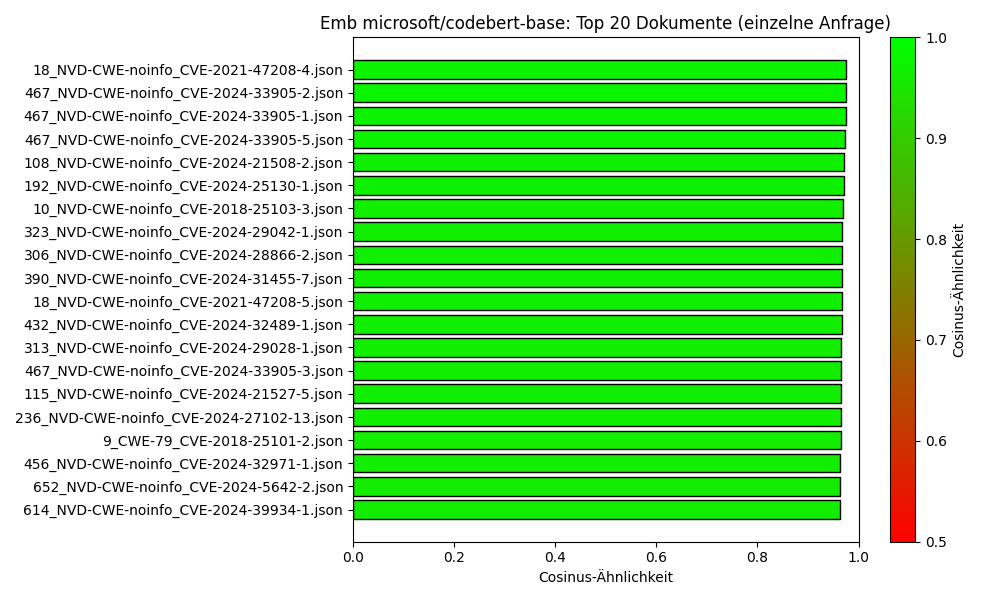 Emb microsoft/codebert-base: Top 20 Dokumente (einzelne Anfrage)
18_NVD-CWE-noinfo_CVE-2021-47208-4.json
467_NVD-CWE-noinfo_CVE-2024-33905-2.json
467_NVD-CWE-noinfo_CVE-2024-33905-1.json
467_NVD-CWE-noinfo_CVE-2024-33905-5.json
108_NVD-CWE-noinfo_CVE-2024-21508-2.json
192_NVD-CWE-noinfo_CVE-2024-25130-1.json
10_NVD-CWE-noinfo_CVE-2018-25103-3.json
323_NVD-CWE-noinfo_CVE-2024-29042-1.json
306_NVD-CWE-noinfo_CVE-2024-28866-2.json
390_NVD-CWE-noinfo_CVE-2024-31455-7.json
18_NVD-CWE-noinfo_CVE-2021-47208-5.json
432_NVD-CWE-noinfo_CVE-2024-32489-1.json
313_NVD-CWE-noinfo_CVE-2024-29028-1.json
467_NVD-CWE-noinfo_CVE-2024-33905-3.json
115_NVD-CWE-noinfo_CVE-2024-21527-5.json
236_NVD-CWE-noinfo_CVE-2024-27102-13.json
9_CWE-79_CVE-2018-25101-2.json
456_NVD-CWE-noinfo_CVE-2024-32971-1.json
652_NVD-CWE-noinfo_CVE-2024-5642-2.json
614_NVD-CWE-noinfo_CVE-2024-39934-1.json
0.0 0.2 0.4 0.6 0.8 1.0
Cosinus-Ähnlichkeit
1.0
0.9
0.8
0.7
0.6
0.5
Cosinus-Ähnlichkeit